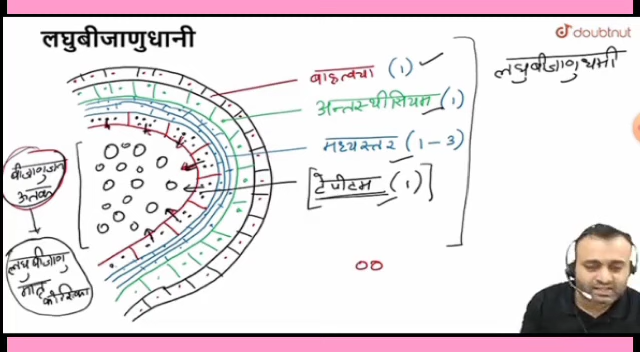 लघुबीजाणुधानी
doubtnut
लघुबीजाणुधानी
बाह्यत्वचा (1) ✓
अन्तस्थीसियम (1)
मध्यस्तर (1-3)
[टेपीटम (1)]
बीजाणुजन
ऊतक
लघुबीजाणु
मातृ
कोशिका